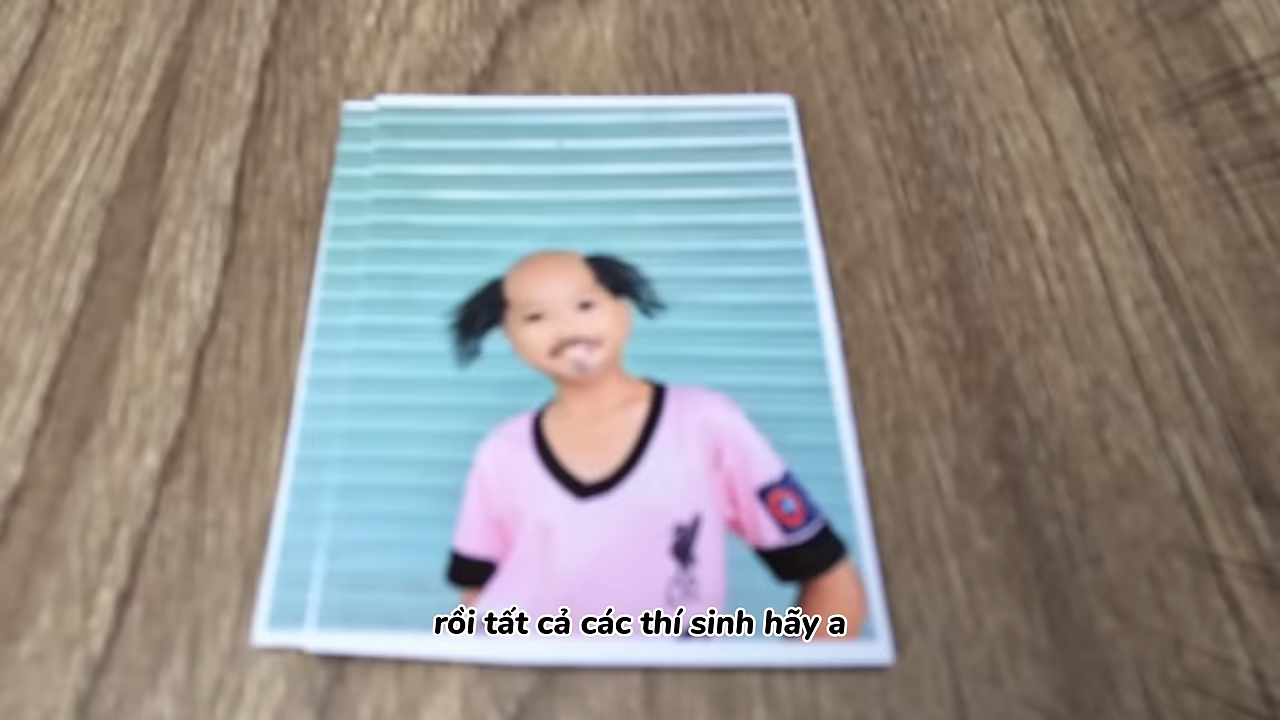 rồi tất cả các thí sinh hãy a